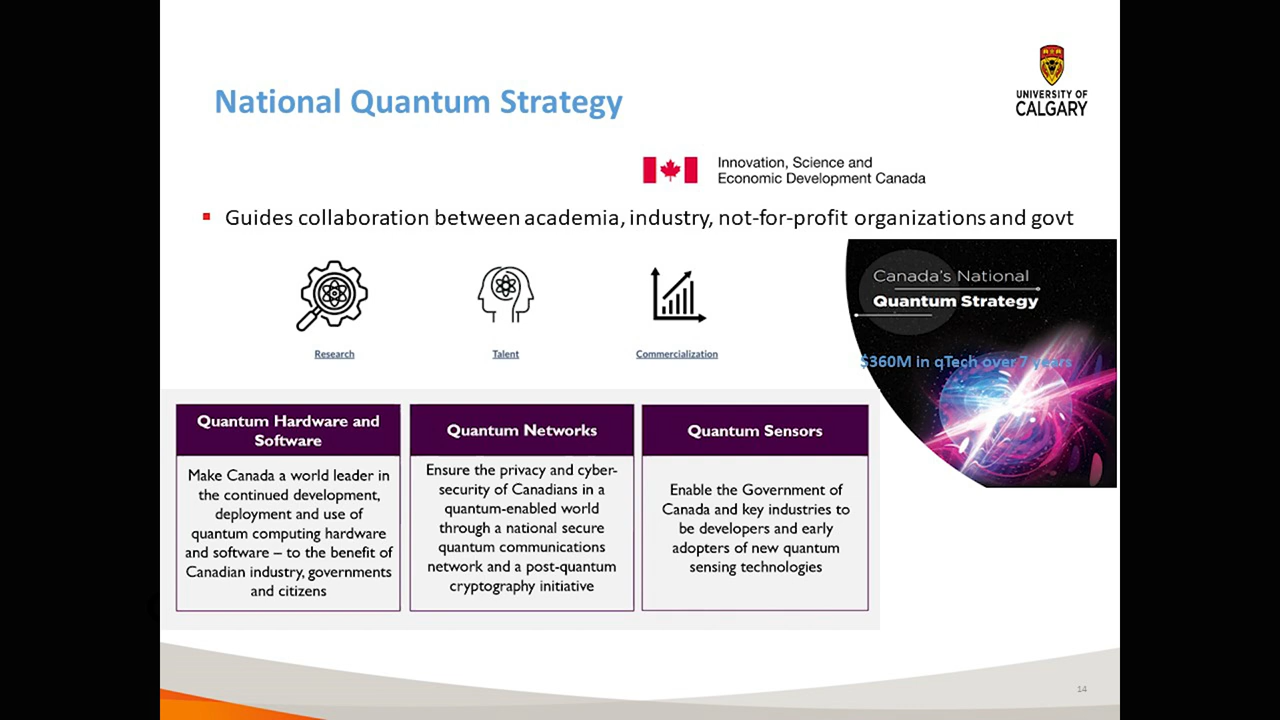 National Quantum Strategy
UNIVERSITY OF
CALGARY
Innovation, Science and
Economic Development Canada
Guides collaboration between academia, industry, not-for-profit organizations and govt
Canada's National
Quantum Strategy
Research
Talent
Commercialization
$360M in qTech over 7 years
Quantum Hardware and
Software
Make Canada a world leader in
the continued development,
deployment and use of
quantum computing hardware
and software – to the benefit of
Canadian industry, governments
and citizens
Quantum Networks
Ensure the privacy and cyber-
security of Canadians in a
quantum-enabled world
through a national secure
quantum communications
network and a post-quantum
cryptography initiative
Quantum Sensors
Enable the Government of
Canada and key industries to
be developers and early
adopters of new quantum
sensing technologies
14